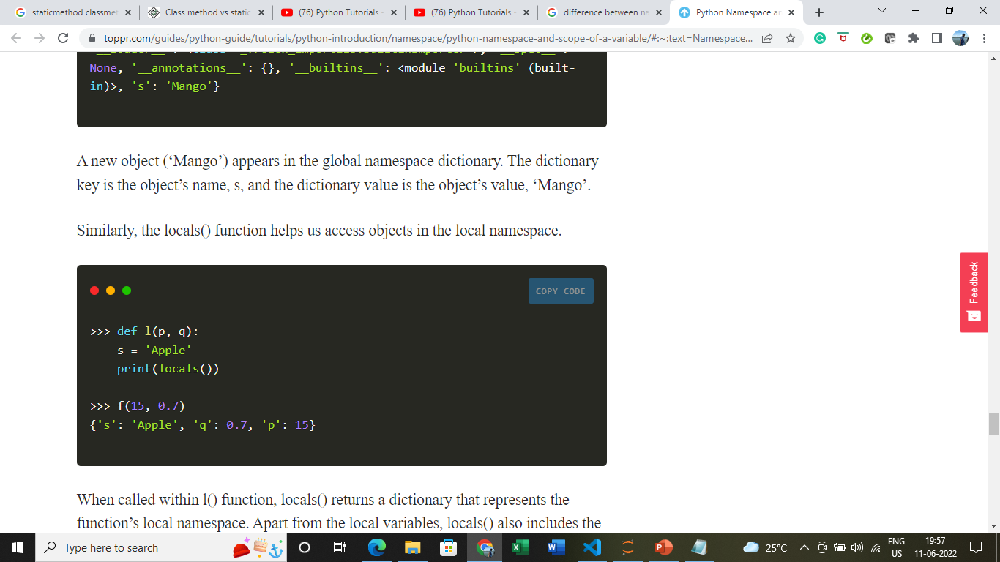 staticmethod classmet
Class method vs static
(76) Python Tutorials -
(76) Python Tutorials -
difference between na
Python Namespace ar
toppr.com/guides/python-guide/tutorials/python-introduction/namespace/python-namespace-and-scope-of-a-variable/#:~:text=Namespace...
None, '__annotations__': {}, '__builtins__': <module 'builtins' (built-
in)>, 's': 'Mango'}
A new object (‘Mango’) appears in the global namespace dictionary. The dictionary
key is the object’s name, s, and the dictionary value is the object’s value, ‘Mango’.
Similarly, the locals() function helps us access objects in the local namespace.
COPY CODE
>>> def l(p, q):
    s = 'Apple'
    print(locals())
>>> f(15, 0.7)
{'s': 'Apple', 'q': 0.7, 'p': 15}
When called within l() function, locals() returns a dictionary that represents the
function’s local namespace. Apart from the local variables, locals() also includes the
Feedback
Type here to search
25°C
ENG
US
19:57
11-06-2022